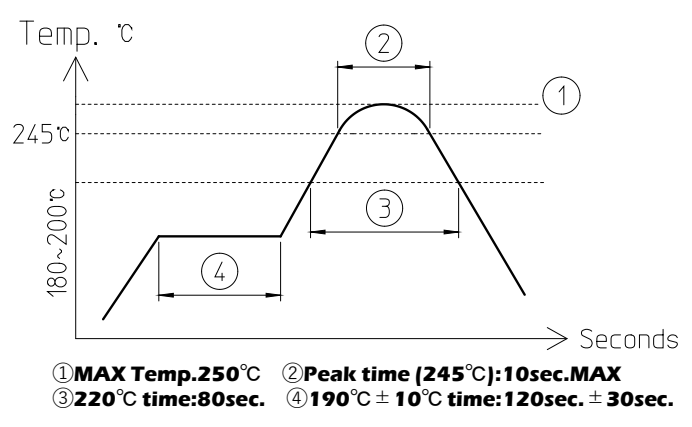 Temp. ℃
②
①
245℃
③
180~200℃
④
Seconds
①MAX Temp.250℃ ②Peak time (245℃):10sec.MAX
③220℃ time:80sec. ④190℃±10℃ time:120sec.±30sec.